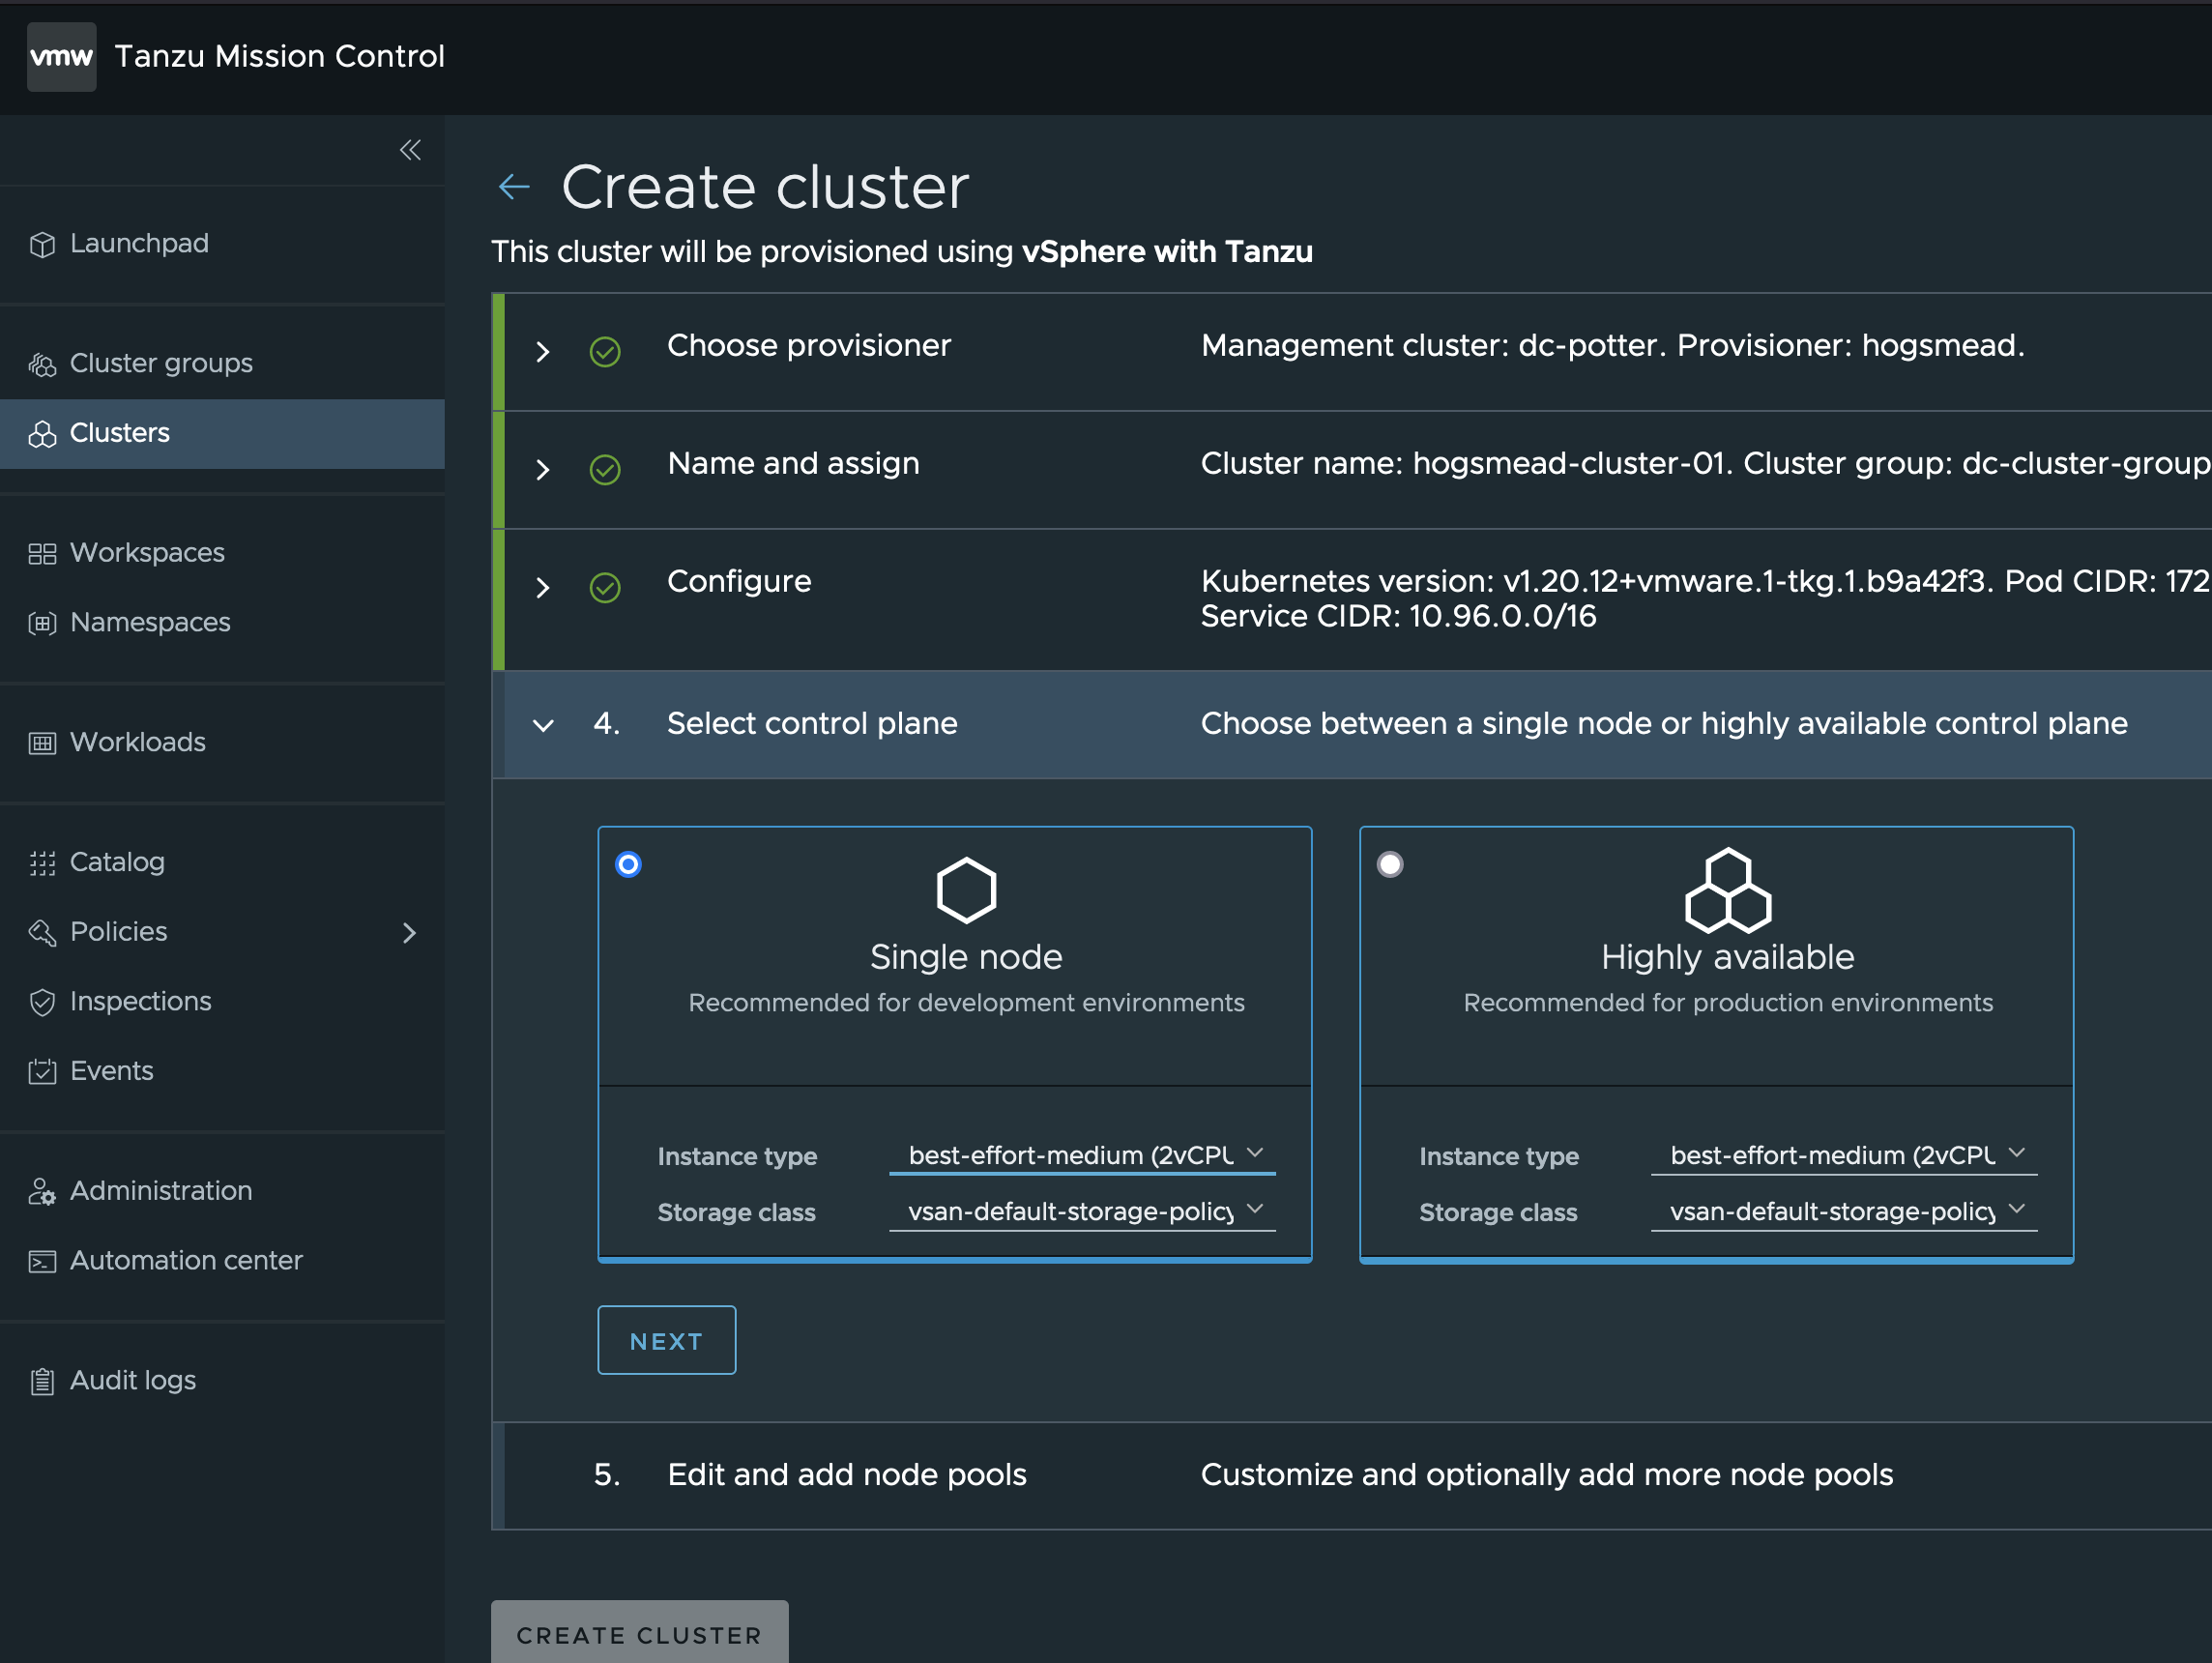 vmw Tanzu Mission Control
Launchpad
Cluster groups
Clusters
Workspaces
Namespaces
Workloads
Catalog
Policies
Inspections
Events
Administration
Automation center
Audit logs
Create cluster
This cluster will be provisioned using vSphere with Tanzu
Choose provisioner
Management cluster: dc-potter. Provisioner: hogsmead.
Name and assign
Cluster name: hogsmead-cluster-01. Cluster group: dc-cluster-group
Configure
Kubernetes version: v1.20.12+vmware.1-tkg.1.b9a42f3. Pod CIDR: 172
Service CIDR: 10.96.0.0/16
4. Select control plane
Choose between a single node or highly available control plane
Single node
Recommended for development environments
Instance type best-effort-medium (2vCPU
Storage class vsan-default-storage-policy
Highly available
Recommended for production environments
Instance type best-effort-medium (2vCPU
Storage class vsan-default-storage-policy
NEXT
5. Edit and add node pools
Customize and optionally add more node pools
CREATE CLUSTER